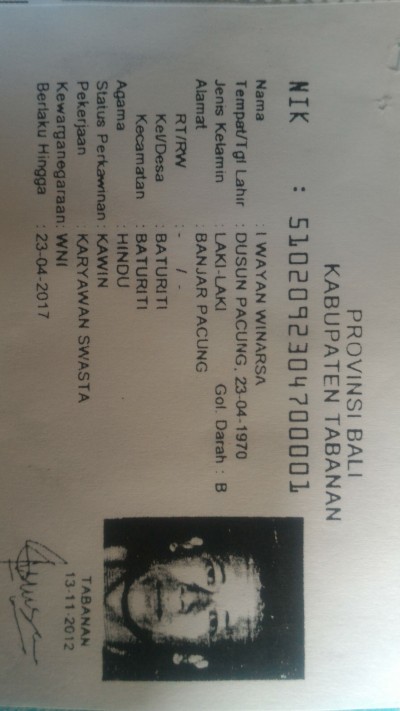 PROVINSI BALI
KABUPATEN TABANAN
NIK : 5102092304700001
Nama : I WAYAN WINARSA
Tempat/Tgl Lahir : DUSUN PACUNG, 23-04-1970
Jenis Kelamin : LAKI-LAKI Gol. Darah : B
Alamat : BANJAR PACUNG
RT/RW : - / -
Kel/Desa : BATURITI
Kecamatan : BATURITI
Agama : HINDU
Status Perkawinan : KAWIN
Pekerjaan : KARYAWAN SWASTA
Kewarganegaraan : WNI
Berlaku Hingga : 23-04-2017
TABANAN
13-11-2012